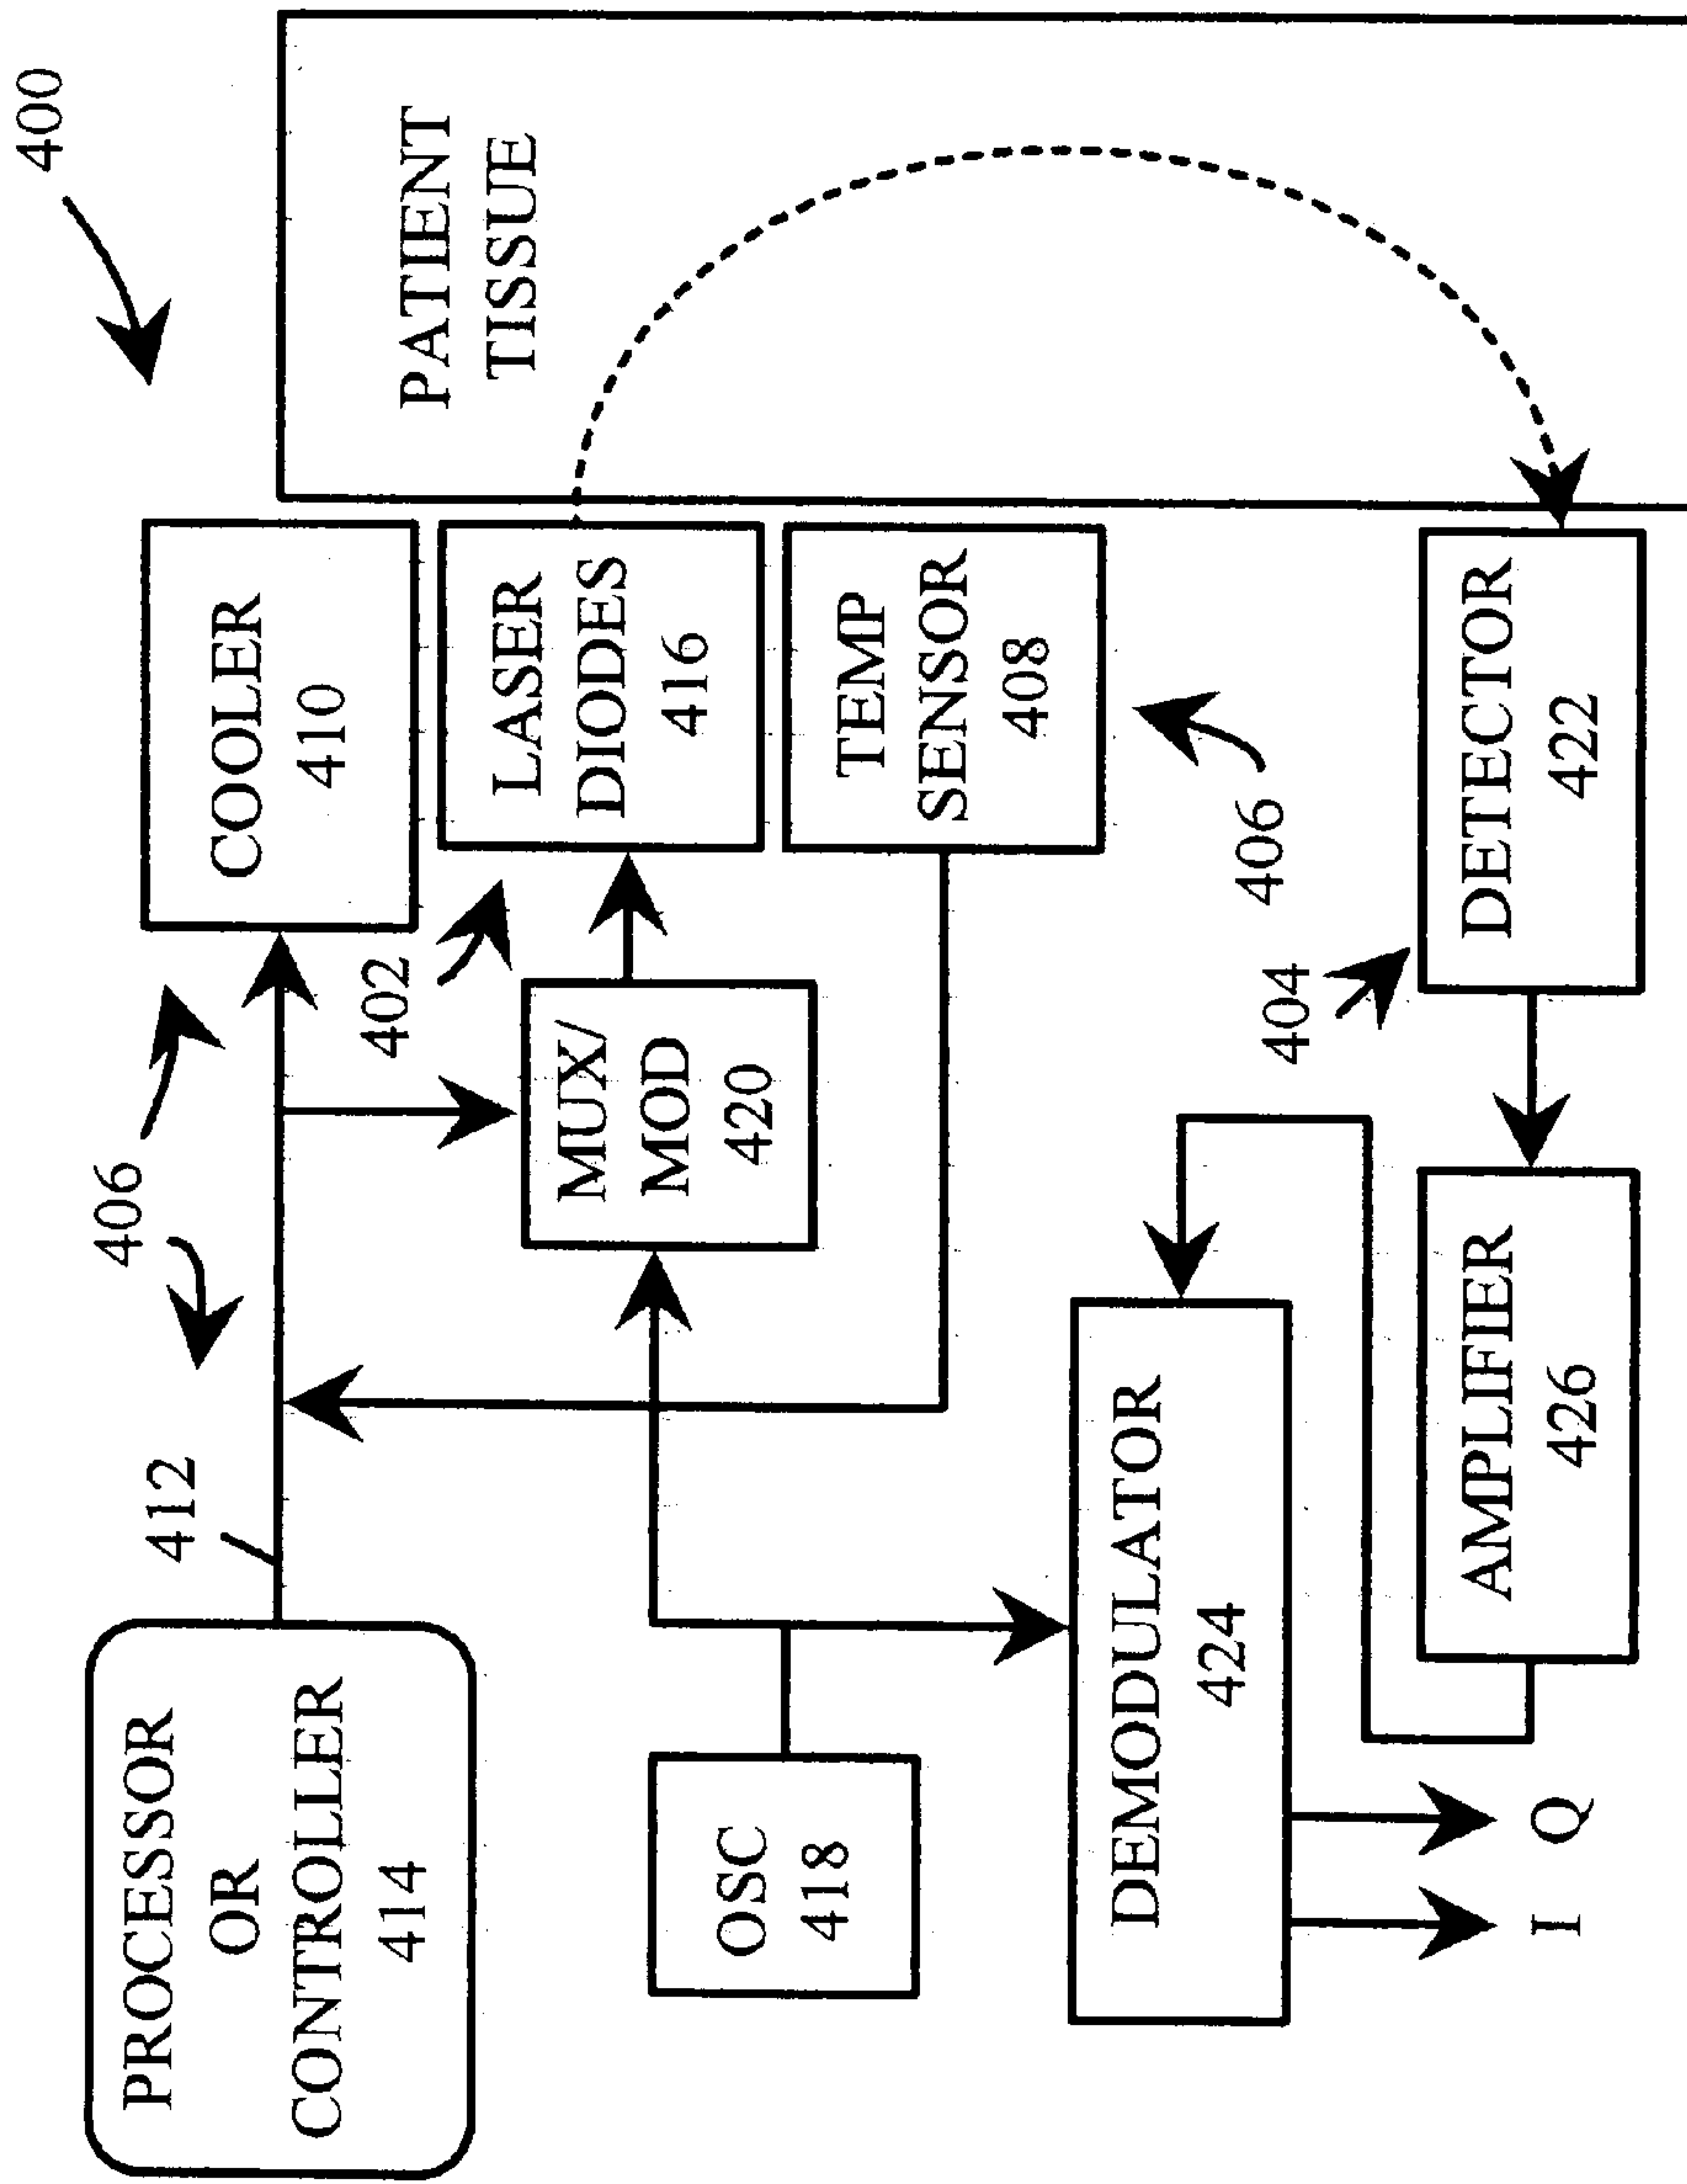 400
PROCESSOR
OR
CONTROLLER
414
412
406
COOLER
410
PATIENT
TISSUE
402
LASER
DIODES
416
OSC
418
MUX/
MOD
420
TEMP
SENSOR
408
406
DEMODULATOR
424
404
DETECTOR
422
AMPLIFIER
426
I
Q